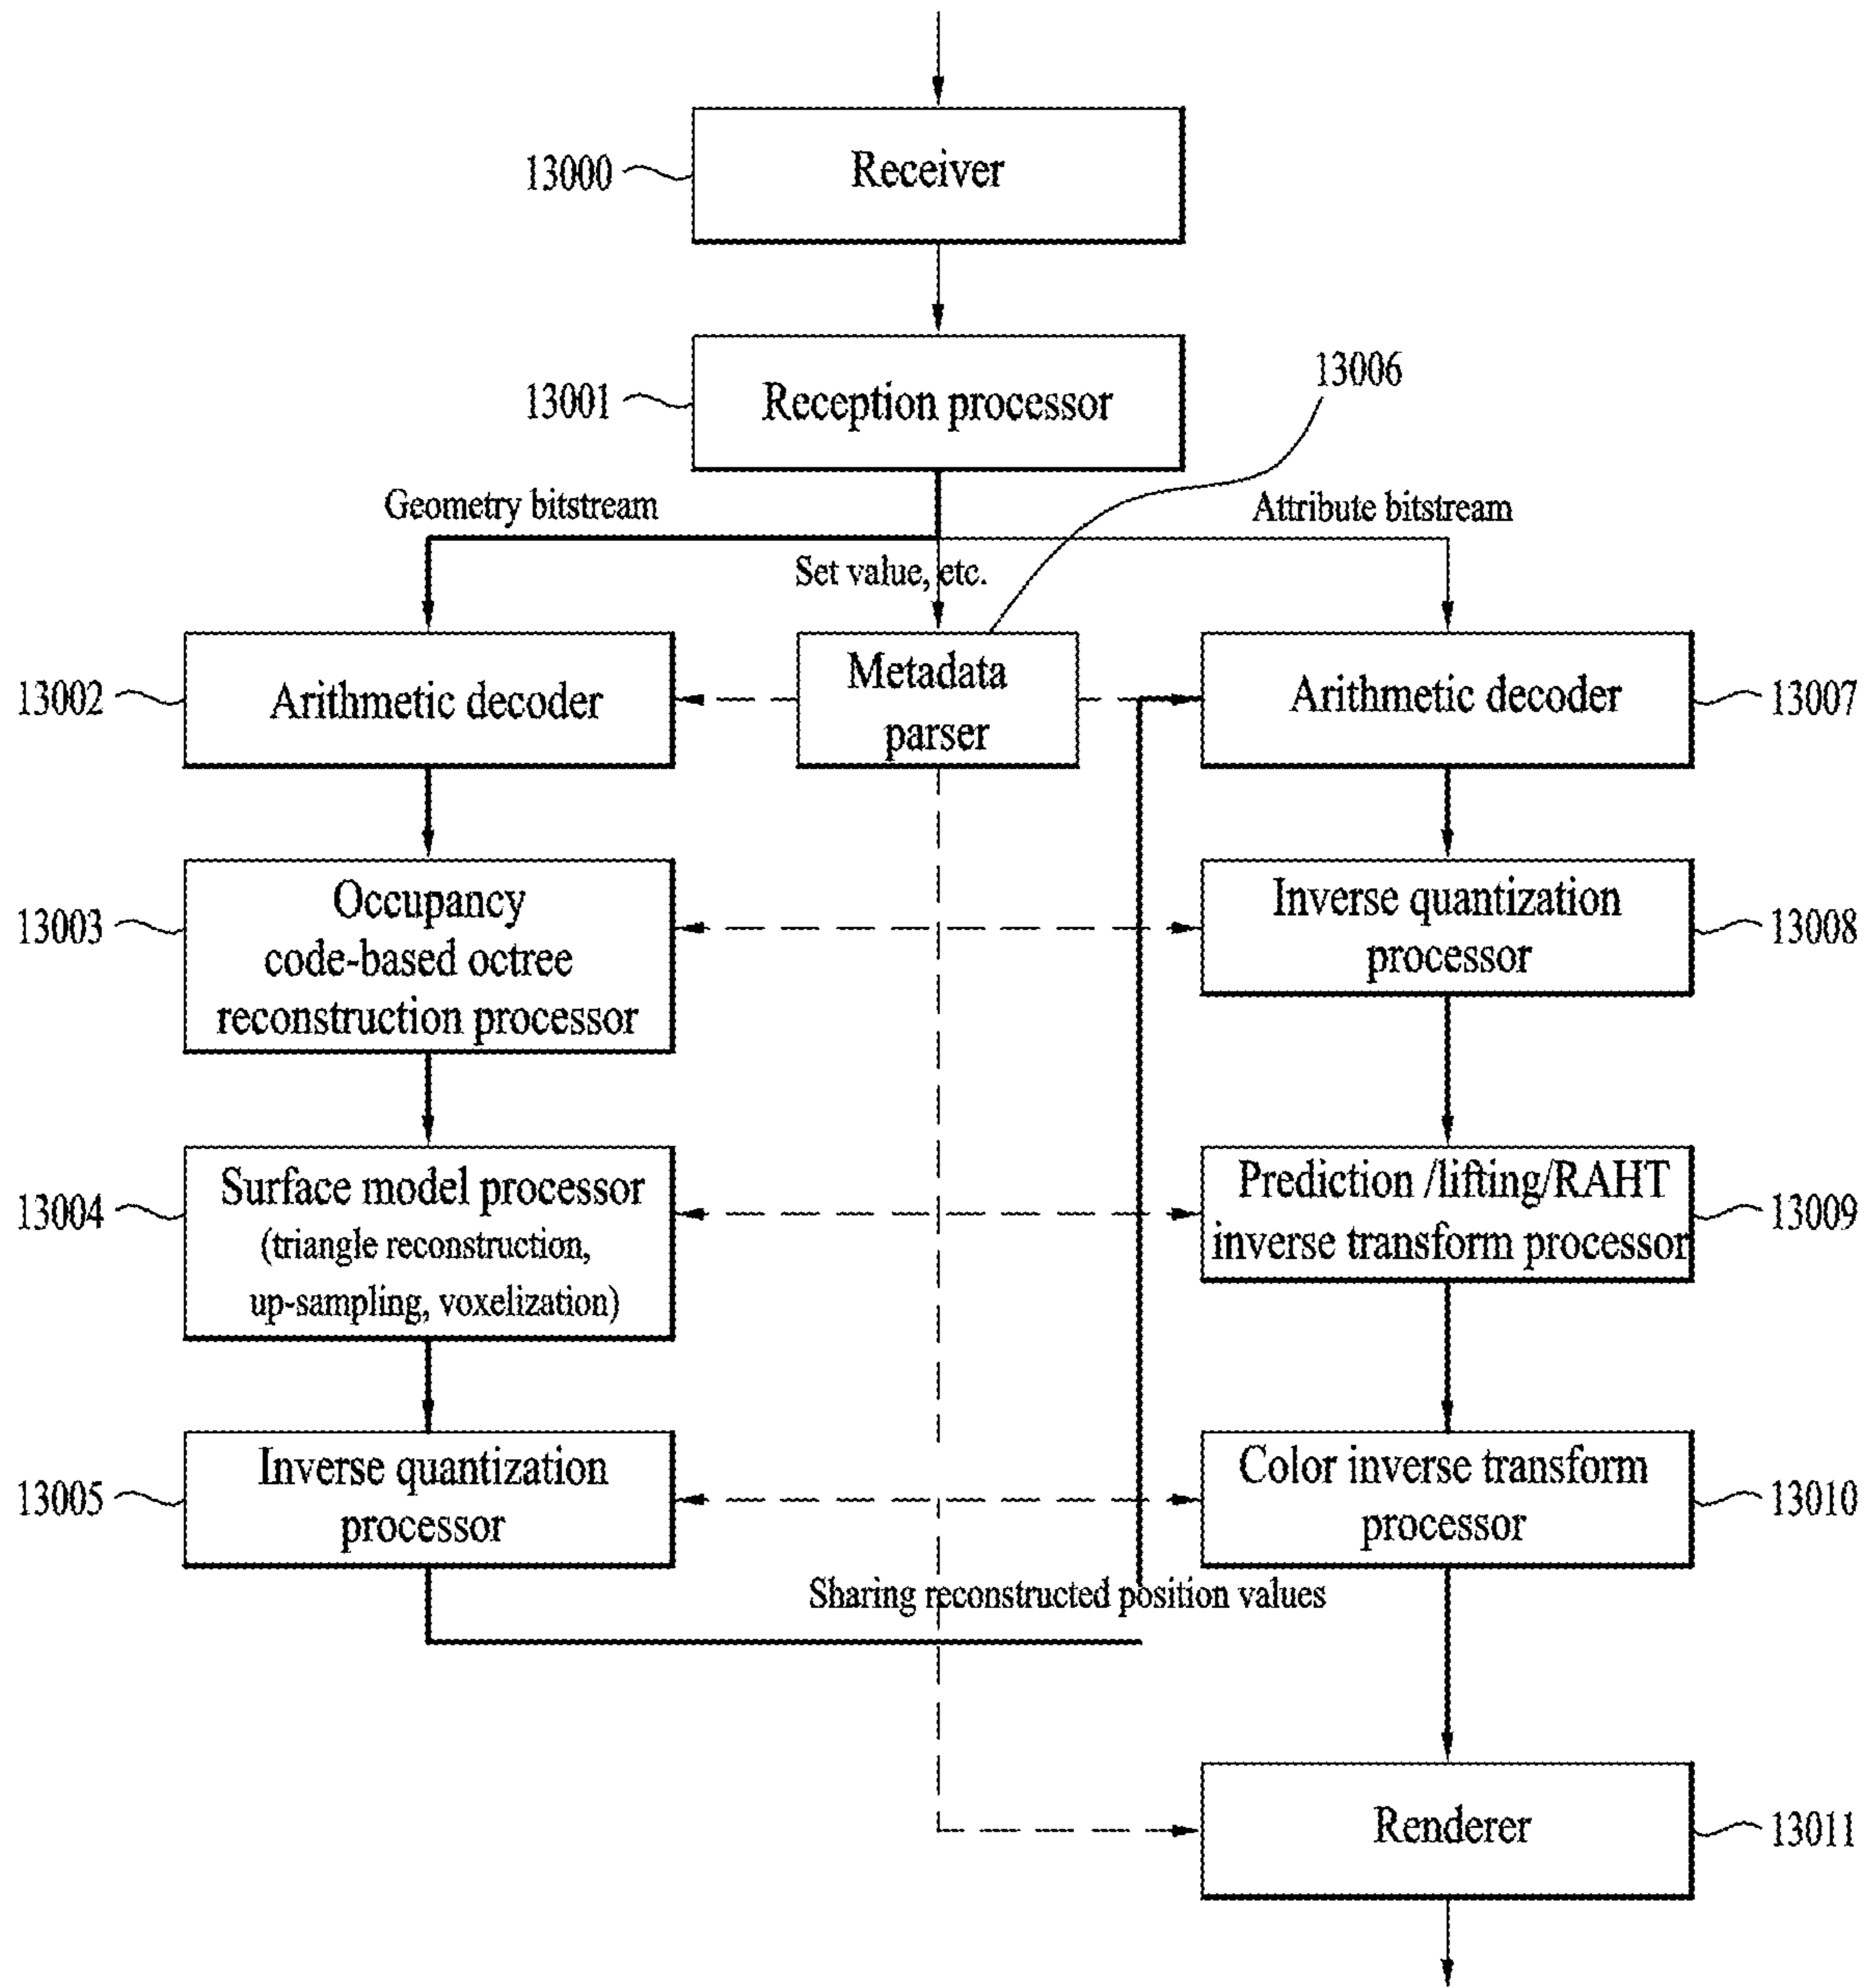 Receiver
13000
Reception processor
13001
13006
Geometry bitstream
Attribute bitstream
Set value, etc.
13002
Arithmetic decoder
Metadata
parser
Arithmetic decoder
13007
13003
Occupancy
code-based octree
reconstruction processor
Inverse quantization
processor
13008
13004
Surface model processor
(triangle reconstruction,
up-sampling, voxelization)
Prediction /lifting/RAHT
inverse transform processor
13009
13005
Inverse quantization
processor
Color inverse transform
processor
13010
Sharing reconstructed position values
Renderer
13011